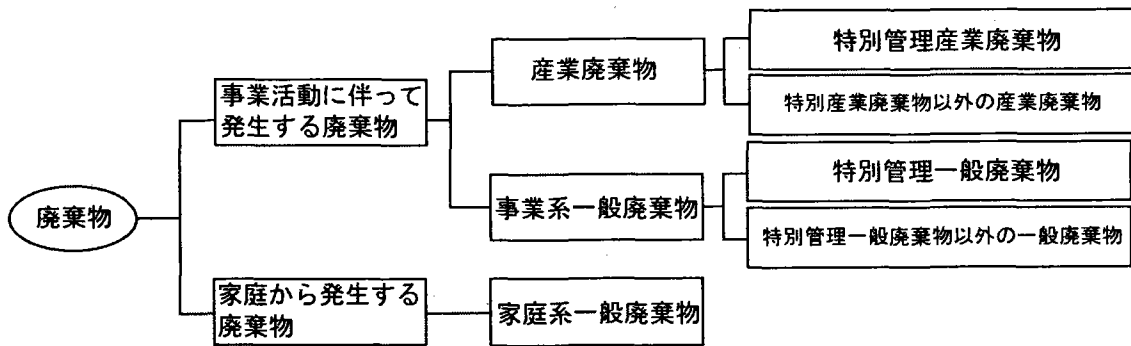 特別管理産業廃棄物
産業廃棄物
事業活動に伴って
発生する廃棄物
特別産業廃棄物以外の産業廃棄物
特別管理一般廃棄物
事業系一般廃棄物
廃棄物
特別管理一般廃棄物以外の一般廃棄物
家庭から発生する
廃棄物
家庭系一般廃棄物